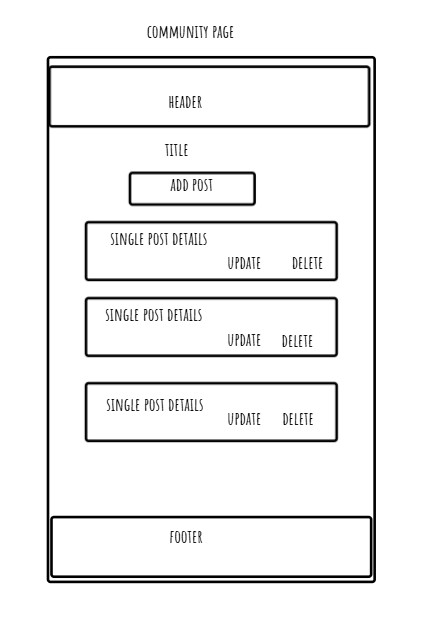 COMMUNITY PAGE
HEADER
TITLE
ADD POST
SINGLE POST DETAILS
UPDATE DELETE
SINGLE POST DETAILS
UPDATE DELETE
SINGLE POST DETAILS
UPDATE DELETE
FOOTER